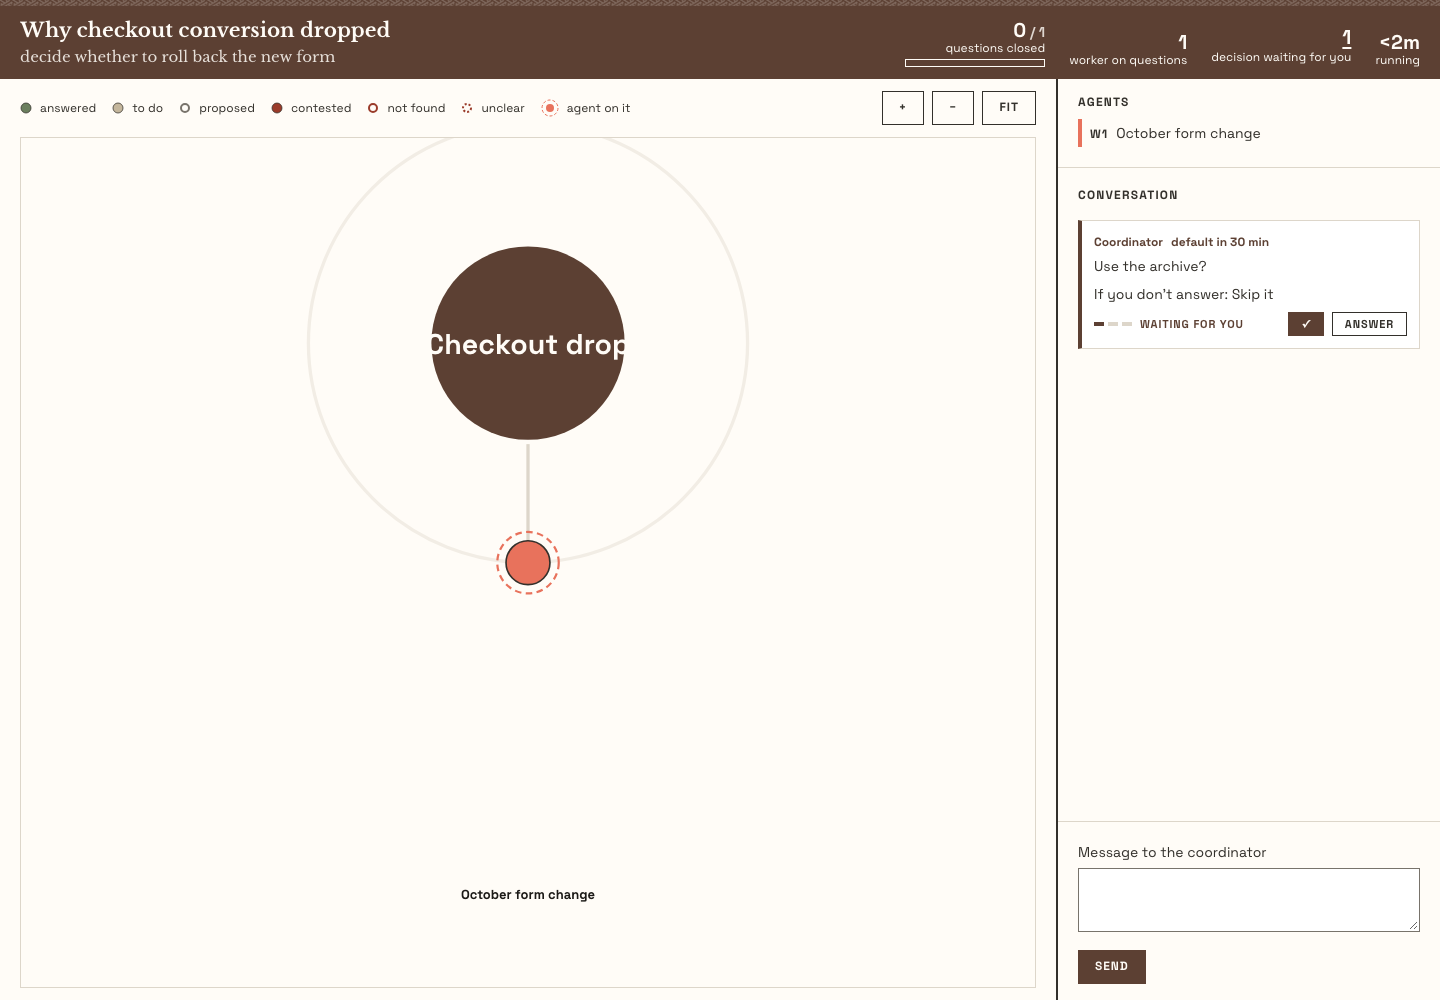 Why checkout conversion dropped
decide whether to roll back the new form
0 / 1
questions closed
1
worker on questions
1
decision waiting for you
<2m
running
answered
to do
proposed
contested
not found
unclear
agent on it
+
−
FIT
Checkout drop
October form change
AGENTS
W1 October form change
CONVERSATION
Coordinator default in 30 min
Use the archive?
If you don't answer: Skip it
WAITING FOR YOU
✓
ANSWER
Message to the coordinator
SEND